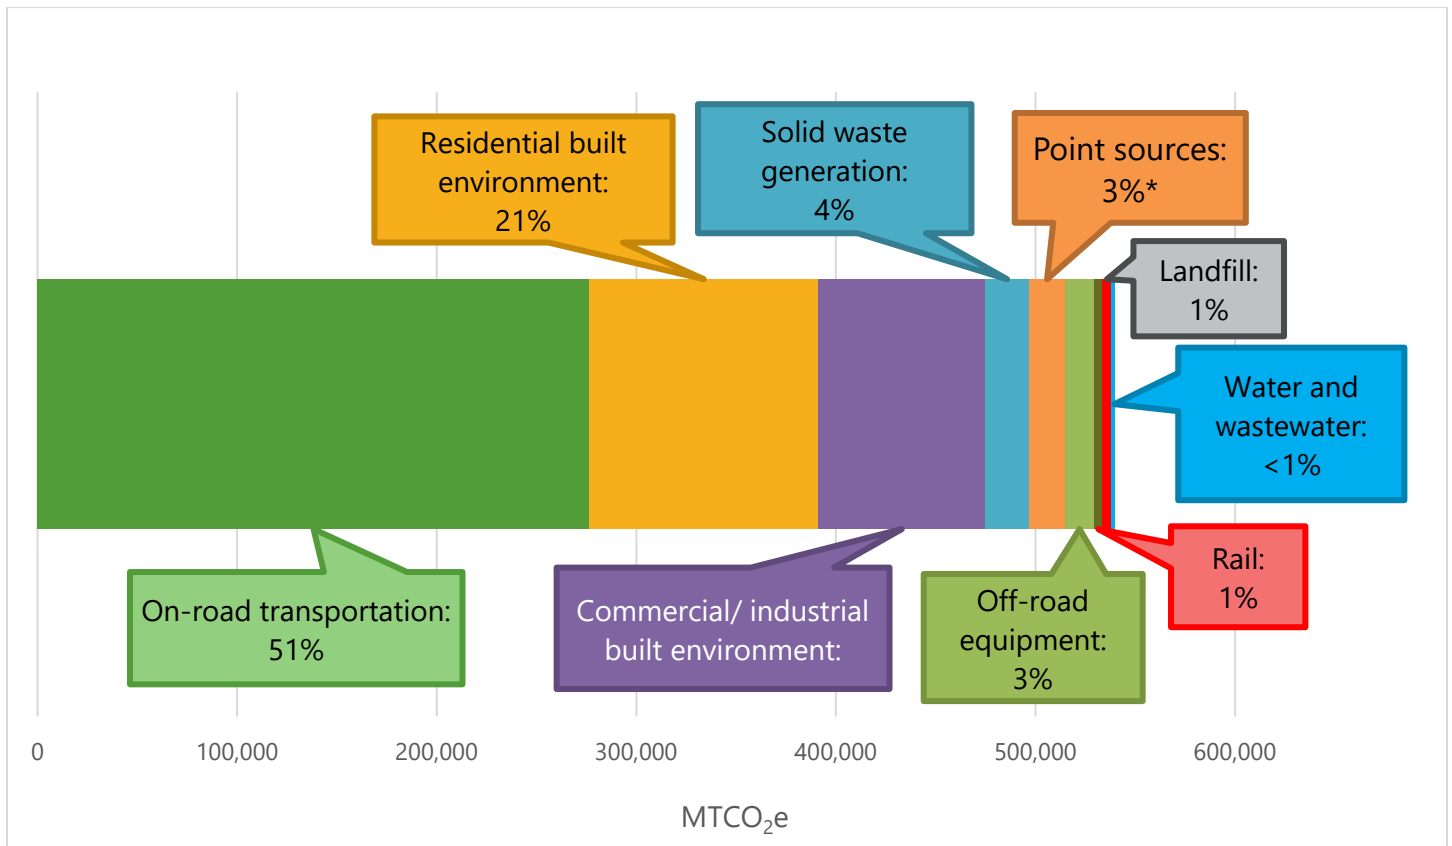 Residential built
environment:
21%
Solid waste
generation:
4%
Point sources:
3%*
Landfill:
1%
Water and
wastewater:
<1%
On-road transportation:
51%
Commercial/ industrial
built environment:
Off-road
equipment:
3%
Rail:
1%
0 100,000 200,000 300,000 400,000 500,000 600,000
MTCO₂e